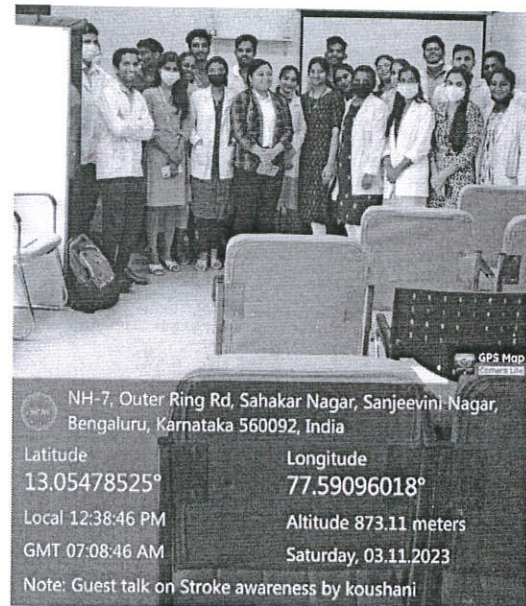 GPS Map
Camera Lite
NH-7, Outer Ring Rd, Sahakar Nagar, Sanjeevini Nagar,
Bengaluru, Karnataka 560092, India
Latitude
13.05478525°
Longitude
77.59096018°
Local 12:38:46 PM
Altitude 873.11 meters
GMT 07:08:46 AM
Saturday, 03.11.2023
Note: Guest talk on Stroke awareness by koushani